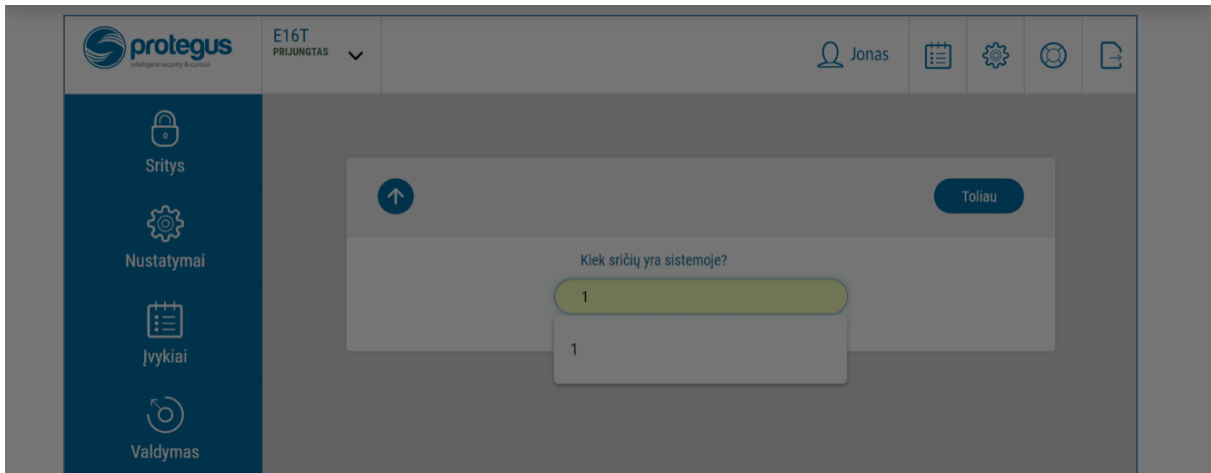 protegus
intelligent security & control
E16T
PRIJUNGTAS
Jonas
Sritys
Nustatymai
Įvykiai
Valdymas
Toliau
Kiek sričių yra sistemoje?
1
1